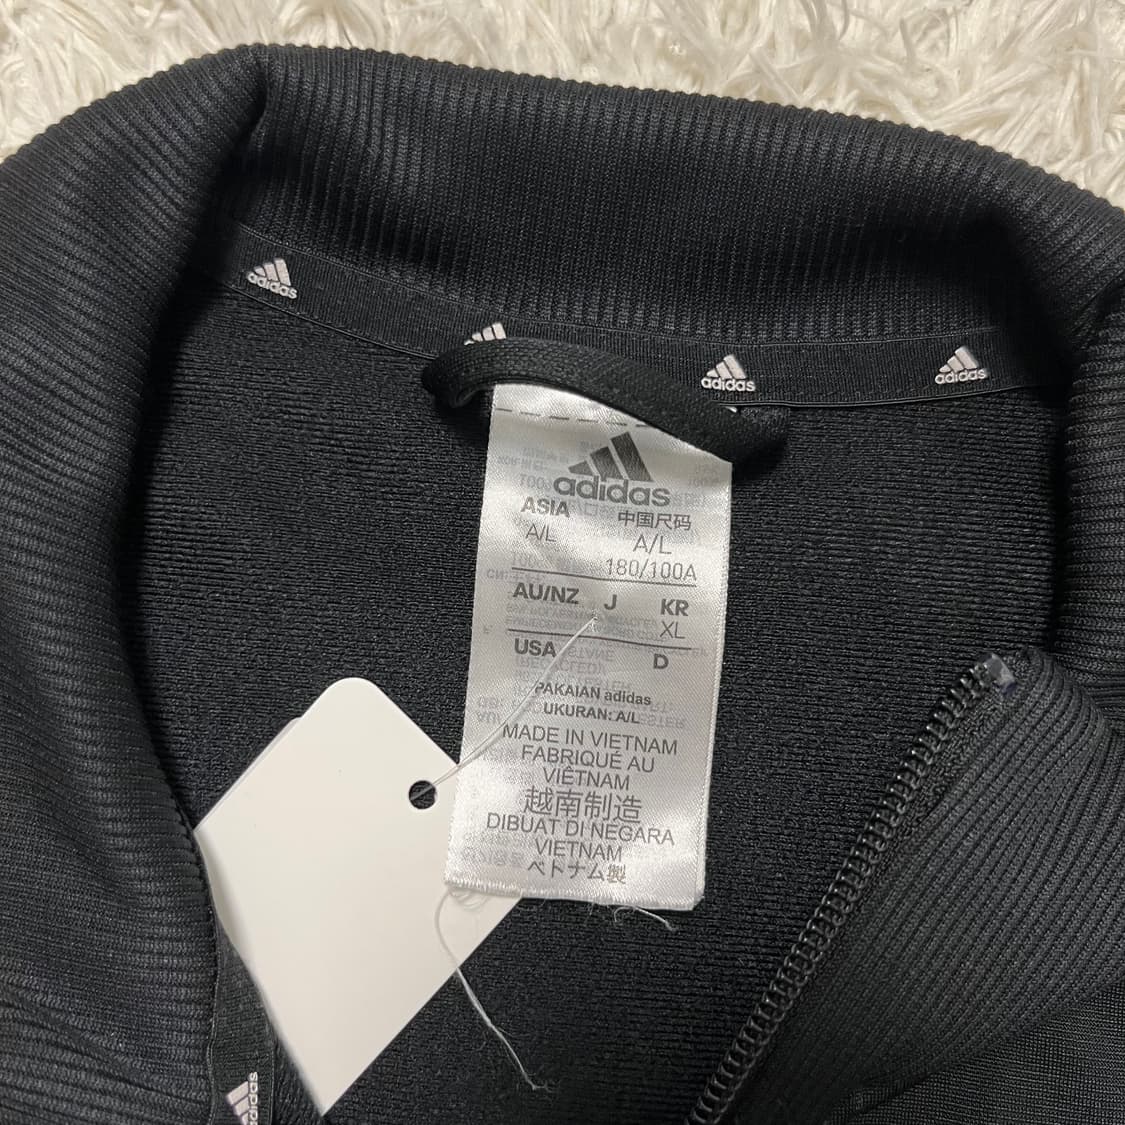 adidas
adidas
adidas
adidas
ASIA 中国尺码
A/L A/L
180/100A
AU/NZ J KR
XL
USA D
PAKAIAN adidas
UKURAN: A/L
MADE IN VIETNAM
FABRIQUÉ AU
VIÊTNAM
越南制造
DIBUAT DI NEGARA
VIETNAM
ベトナム製
adidas